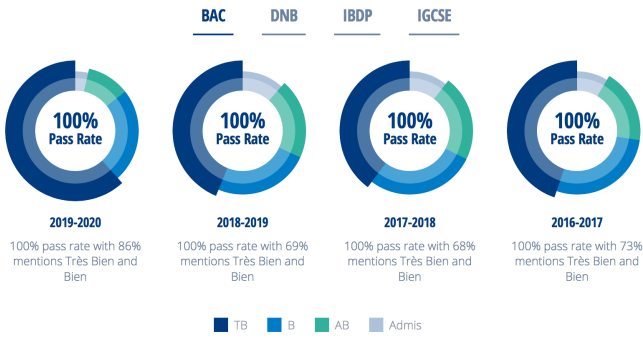 BAC DNB IBDP IGCSE
100% Pass Rate
100% Pass Rate
100% Pass Rate
100% Pass Rate
2019-2020
100% pass rate with 86%
mentions Très Bien and
Bien
2018-2019
100% pass rate with 69%
mentions Très Bien and
Bien
2017-2018
100% pass rate with 68%
mentions Très Bien and
Bien
2016-2017
100% pass rate with 73%
mentions Très Bien and
Bien
TB B AB Admis